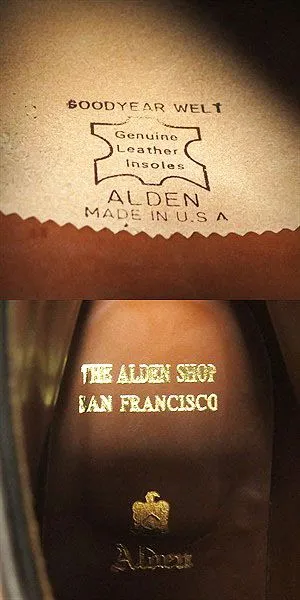 GOODYEAR WELT
Genuine
Leather
Insoles
ALDEN
MADE IN U.S A
THE ALDEN SHOP
SAN FRANCISCO
Alden